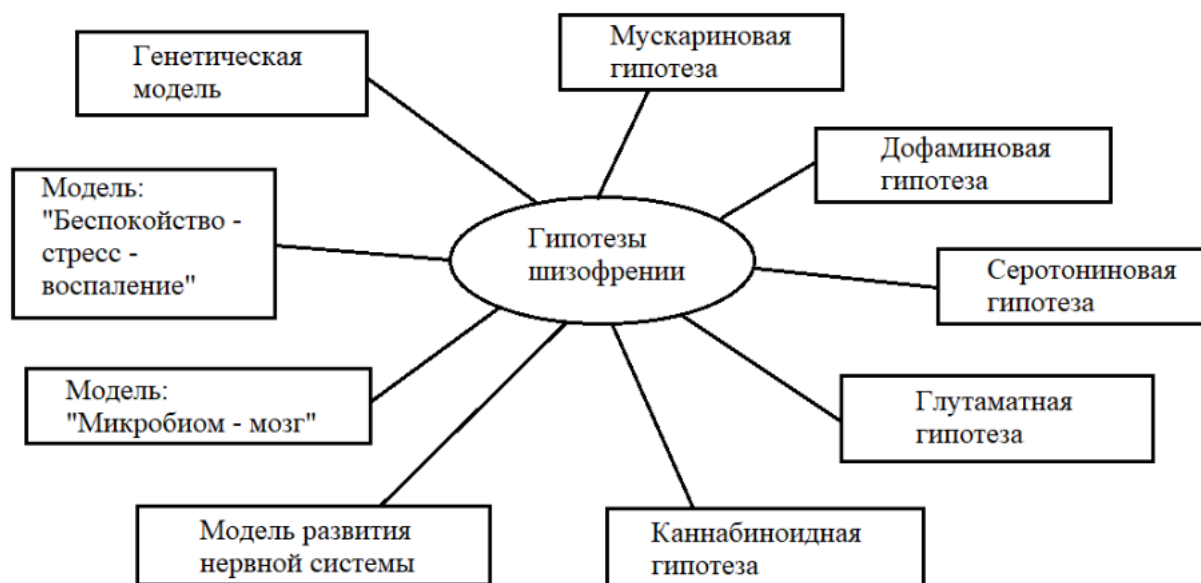 Генетическая
модель
Мускариновая
гипотеза
Дофаминовая
гипотеза
Модель:
"Беспокойство -
стресс -
воспаление"
Гипотезы
шизофрении
Серотониновая
гипотеза
Модель:
"Микробиом - мозг"
Глутаматная
гипотеза
Модель развития
нервной системы
Каннабиноидная
гипотеза